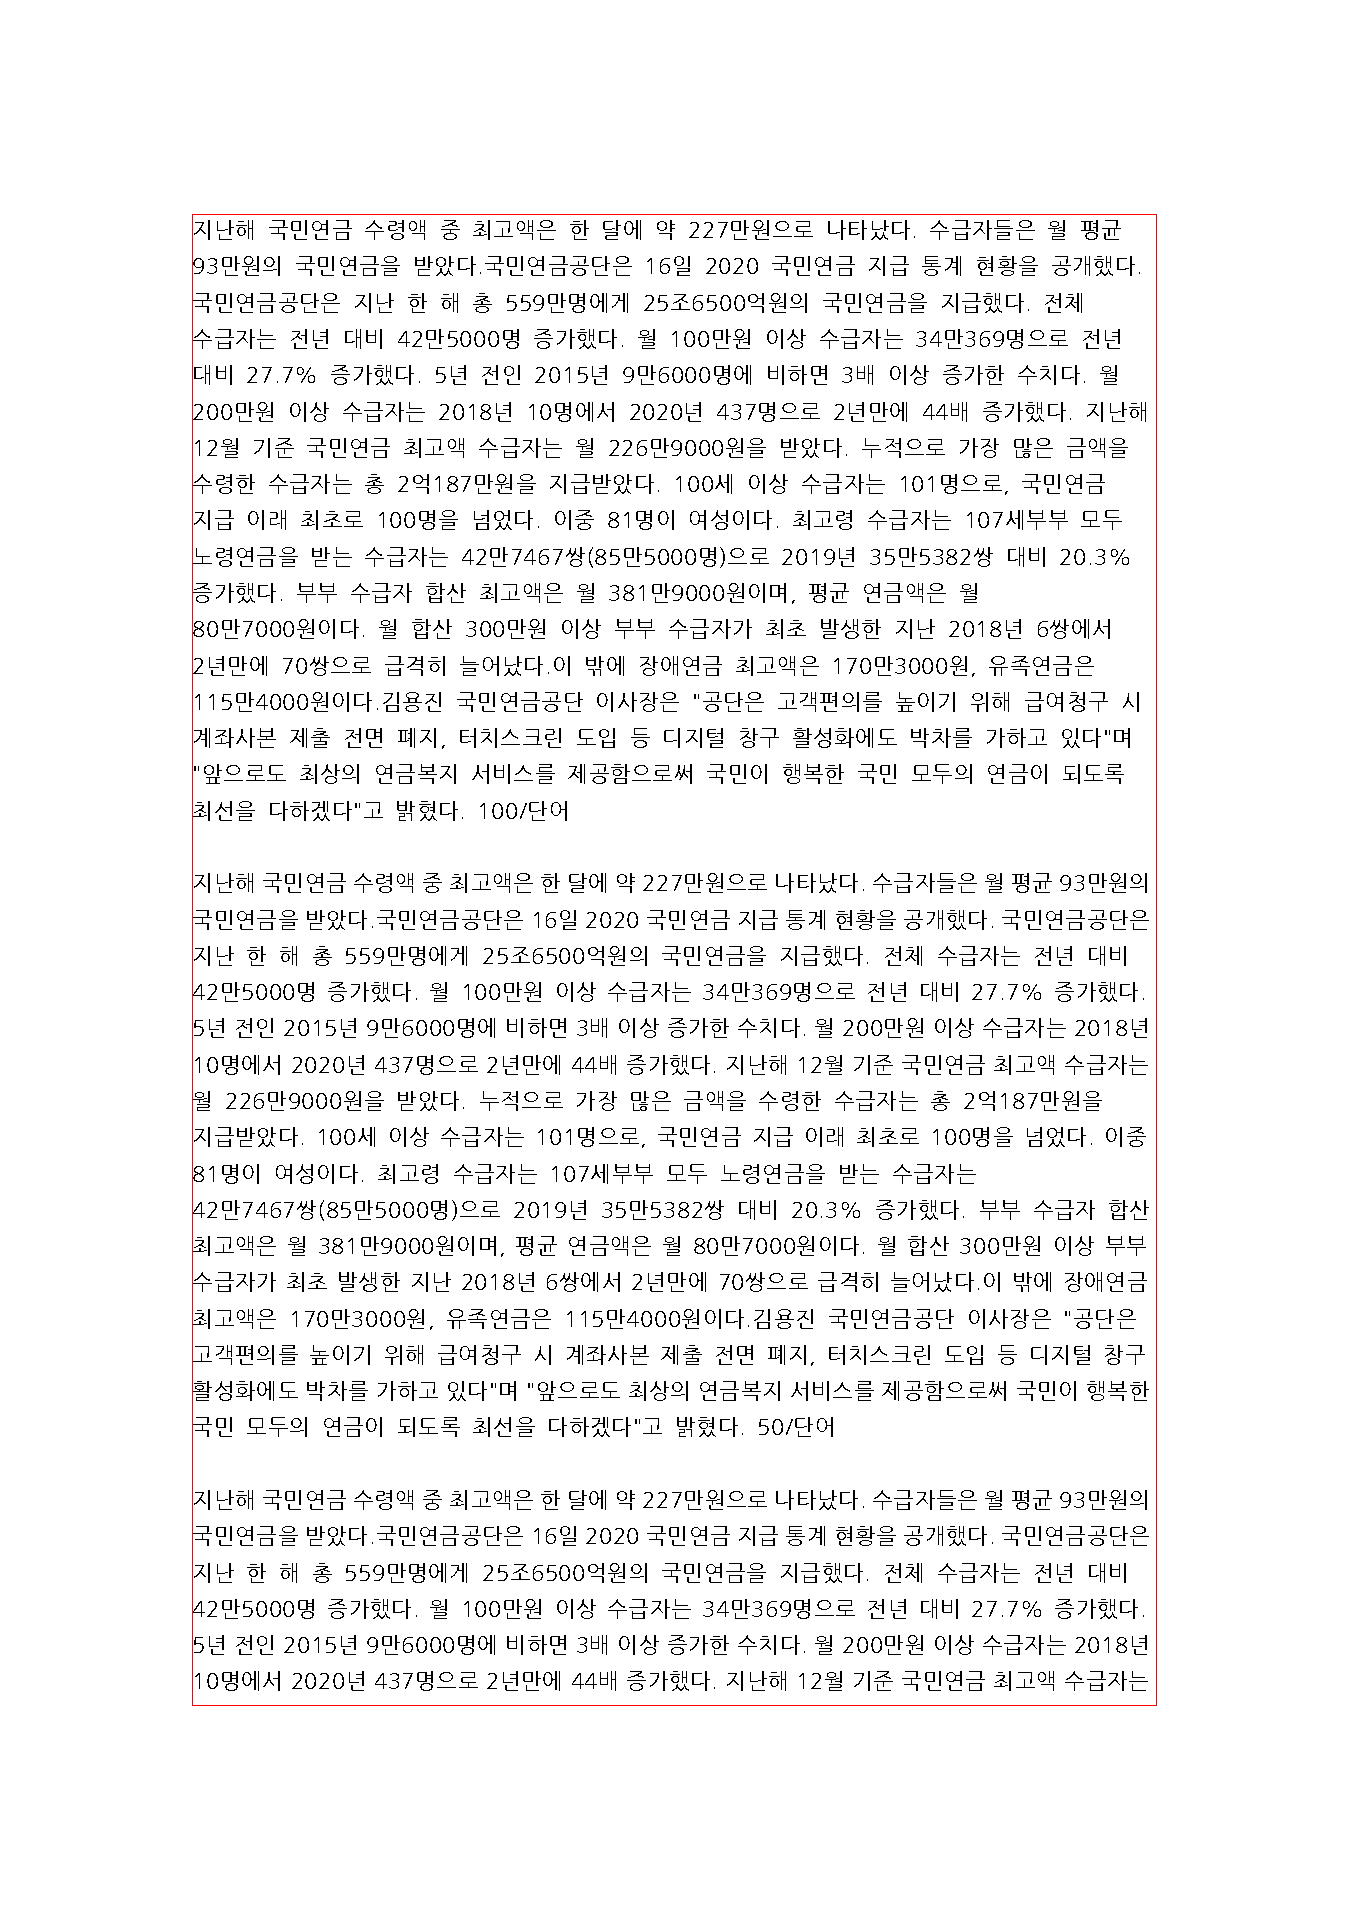 지난해 국민연금 수령액 중 최고액은 한 달에 약 227만원으로 나타났다. 수급자들은 월 평균
93만원의 국민연금을 받았다.국민연금공단은 16일 2020 국민연금 지급 통계 현황을 공개했다.
국민연금공단은 지난 한 해 총 559만명에게 25조6500억원의 국민연금을 지급했다. 전체
수급자는 전년 대비 42만5000명 증가했다. 월 100만원 이상 수급자는 34만369명으로 전년
대비 27.7% 증가했다. 5년 전인 2015년 9만6000명에 비하면 3배 이상 증가한 수치다. 월
200만원 이상 수급자는 2018년 10명에서 2020년 437명으로 2년만에 44배 증가했다. 지난해
12월 기준 국민연금 최고액 수급자는 월 226만9000원을 받았다. 누적으로 가장 많은 금액을
수령한 수급자는 총 2억187만원을 지급받았다. 100세 이상 수급자는 101명으로, 국민연금
지급 이래 최초로 100명을 넘었다. 이중 81명이 여성이다. 최고령 수급자는 107세부부 모두
노령연금을 받는 수급자는 42만7467쌍(85만5000명)으로 2019년 35만5382쌍 대비 20.3%
증가했다. 부부 수급자 합산 최고액은 월 381만9000원이며, 평균 연금액은 월
80만7000원이다. 월 합산 300만원 이상 부부 수급자가 최초 발생한 지난 2018년 6쌍에서
2년만에 70쌍으로 급격히 늘어났다.이 밖에 장애연금 최고액은 170만3000원, 유족연금은
115만4000원이다.김용진 국민연금공단 이사장은 "공단은 고객편의를 높이기 위해 급여청구 시
계좌사본 제출 전면 폐지, 터치스크린 도입 등 디지털 창구 활성화에도 박차를 가하고 있다"며
"앞으로도 최상의 연금복지 서비스를 제공함으로써 국민이 행복한 국민 모두의 연금이 되도록
최선을 다하겠다"고 밝혔다. 100/단어

지난해 국민연금 수령액 중 최고액은 한 달에 약 227만원으로 나타났다. 수급자들은 월 평균 93만원의
국민연금을 받았다.국민연금공단은 16일 2020 국민연금 지급 통계 현황을 공개했다. 국민연금공단은
지난 한 해 총 559만명에게 25조6500억원의 국민연금을 지급했다. 전체 수급자는 전년 대비
42만5000명 증가했다. 월 100만원 이상 수급자는 34만369명으로 전년 대비 27.7% 증가했다.
5년 전인 2015년 9만6000명에 비하면 3배 이상 증가한 수치다. 월 200만원 이상 수급자는 2018년
10명에서 2020년 437명으로 2년만에 44배 증가했다. 지난해 12월 기준 국민연금 최고액 수급자는
월 226만9000원을 받았다. 누적으로 가장 많은 금액을 수령한 수급자는 총 2억187만원을
지급받았다. 100세 이상 수급자는 101명으로, 국민연금 지급 이래 최초로 100명을 넘었다. 이중
81명이 여성이다. 최고령 수급자는 107세부부 모두 노령연금을 받는 수급자는
42만7467쌍(85만5000명)으로 2019년 35만5382쌍 대비 20.3% 증가했다. 부부 수급자 합산
최고액은 월 381만9000원이며, 평균 연금액은 월 80만7000원이다. 월 합산 300만원 이상 부부
수급자가 최초 발생한 지난 2018년 6쌍에서 2년만에 70쌍으로 급격히 늘어났다.이 밖에 장애연금
최고액은 170만3000원, 유족연금은 115만4000원이다.김용진 국민연금공단 이사장은 "공단은
고객편의를 높이기 위해 급여청구 시 계좌사본 제출 전면 폐지, 터치스크린 도입 등 디지털 창구
활성화에도 박차를 가하고 있다"며 "앞으로도 최상의 연금복지 서비스를 제공함으로써 국민이 행복한
국민 모두의 연금이 되도록 최선을 다하겠다"고 밝혔다. 50/단어

지난해 국민연금 수령액 중 최고액은 한 달에 약 227만원으로 나타났다. 수급자들은 월 평균 93만원의
국민연금을 받았다.국민연금공단은 16일 2020 국민연금 지급 통계 현황을 공개했다. 국민연금공단은
지난 한 해 총 559만명에게 25조6500억원의 국민연금을 지급했다. 전체 수급자는 전년 대비
42만5000명 증가했다. 월 100만원 이상 수급자는 34만369명으로 전년 대비 27.7% 증가했다.
5년 전인 2015년 9만6000명에 비하면 3배 이상 증가한 수치다. 월 200만원 이상 수급자는 2018년
10명에서 2020년 437명으로 2년만에 44배 증가했다. 지난해 12월 기준 국민연금 최고액 수급자는